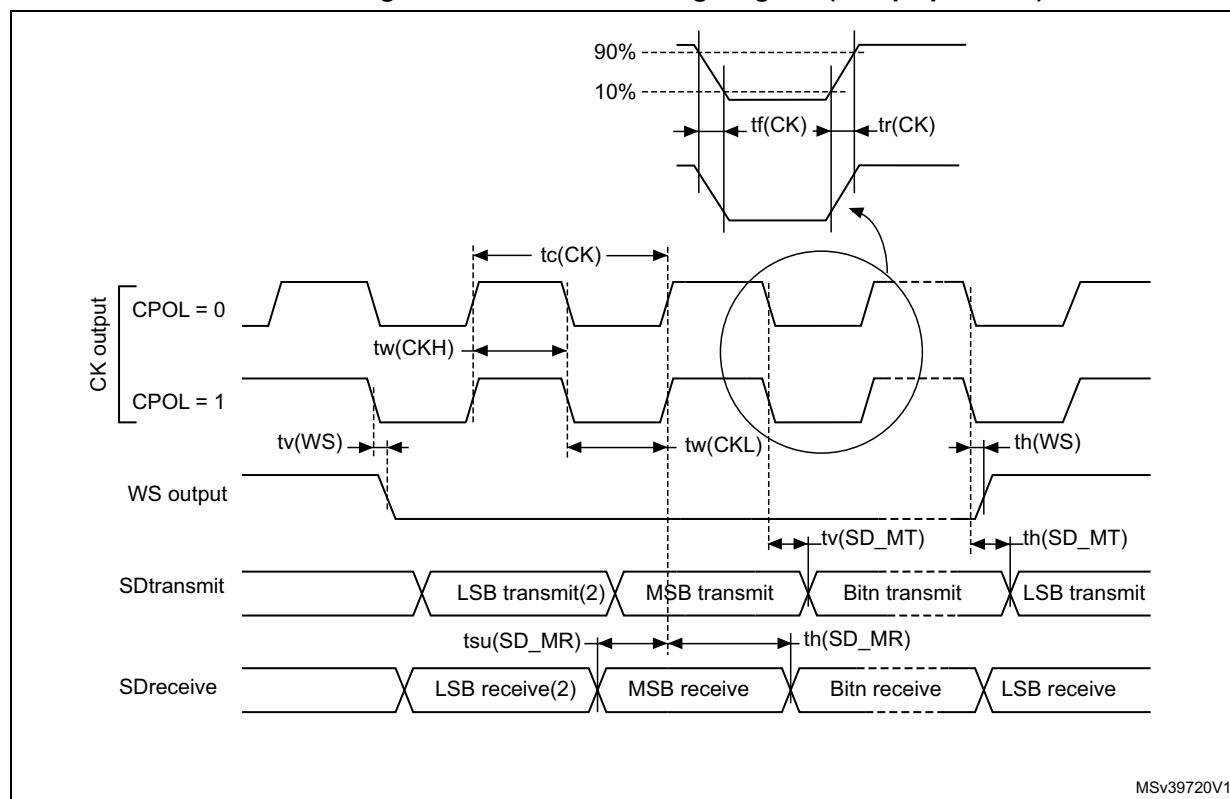 90%
10%
tf(CK)
tr(CK)
tc(CK)
CK output
CPOL = 0
tw(CKH)
CPOL = 1
tv(WS)
tw(CKL)
th(WS)
WS output
tv(SD_MT)
th(SD_MT)
SDtransmit
LSB transmit(2)
MSB transmit
Bitn transmit
LSB transmit
tsu(SD_MR)
th(SD_MR)
SDreceive
LSB receive(2)
MSB receive
Bitn receive
LSB receive
MSv39720V1